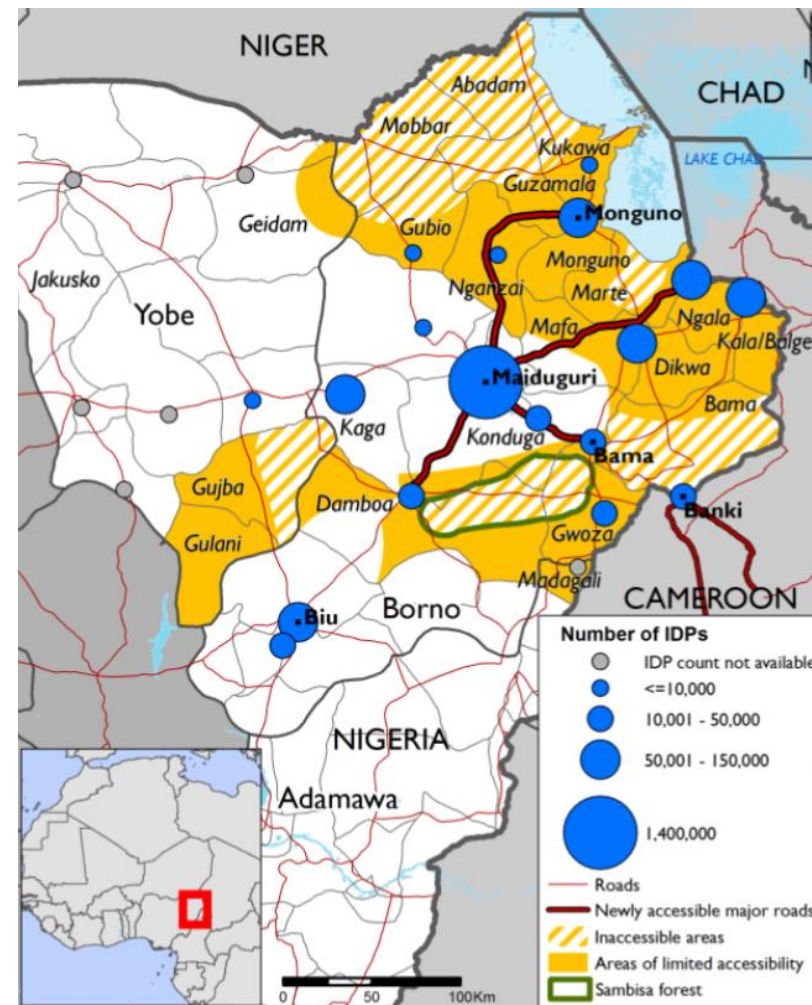 NIGER
Abadam
CHAD
Mobbar
Kukawa
LAKE CHAD
Guzamala
Geidam
Gubio
Monguno
Jakusko
Nganzai
Monguno
Marte
Ngala
Yobe
Mafa
Kala/Balge
Maiduguri
Dikwa
Kaga
Konduga
Bama
Bama
Gujba
Damboa
Banki
Gulani
Gwoza
Madagali
Borno
CAMEROON
Biu
NIGERIA
Adamawa
Number of IDPs
IDP count not available
<=10,000
10,001 - 50,000
50,001 - 150,000
1,400,000
Roads
Newly accessible major roads
Inaccessible areas
Areas of limited accessibility
Sambisa forest
0 50 100Km